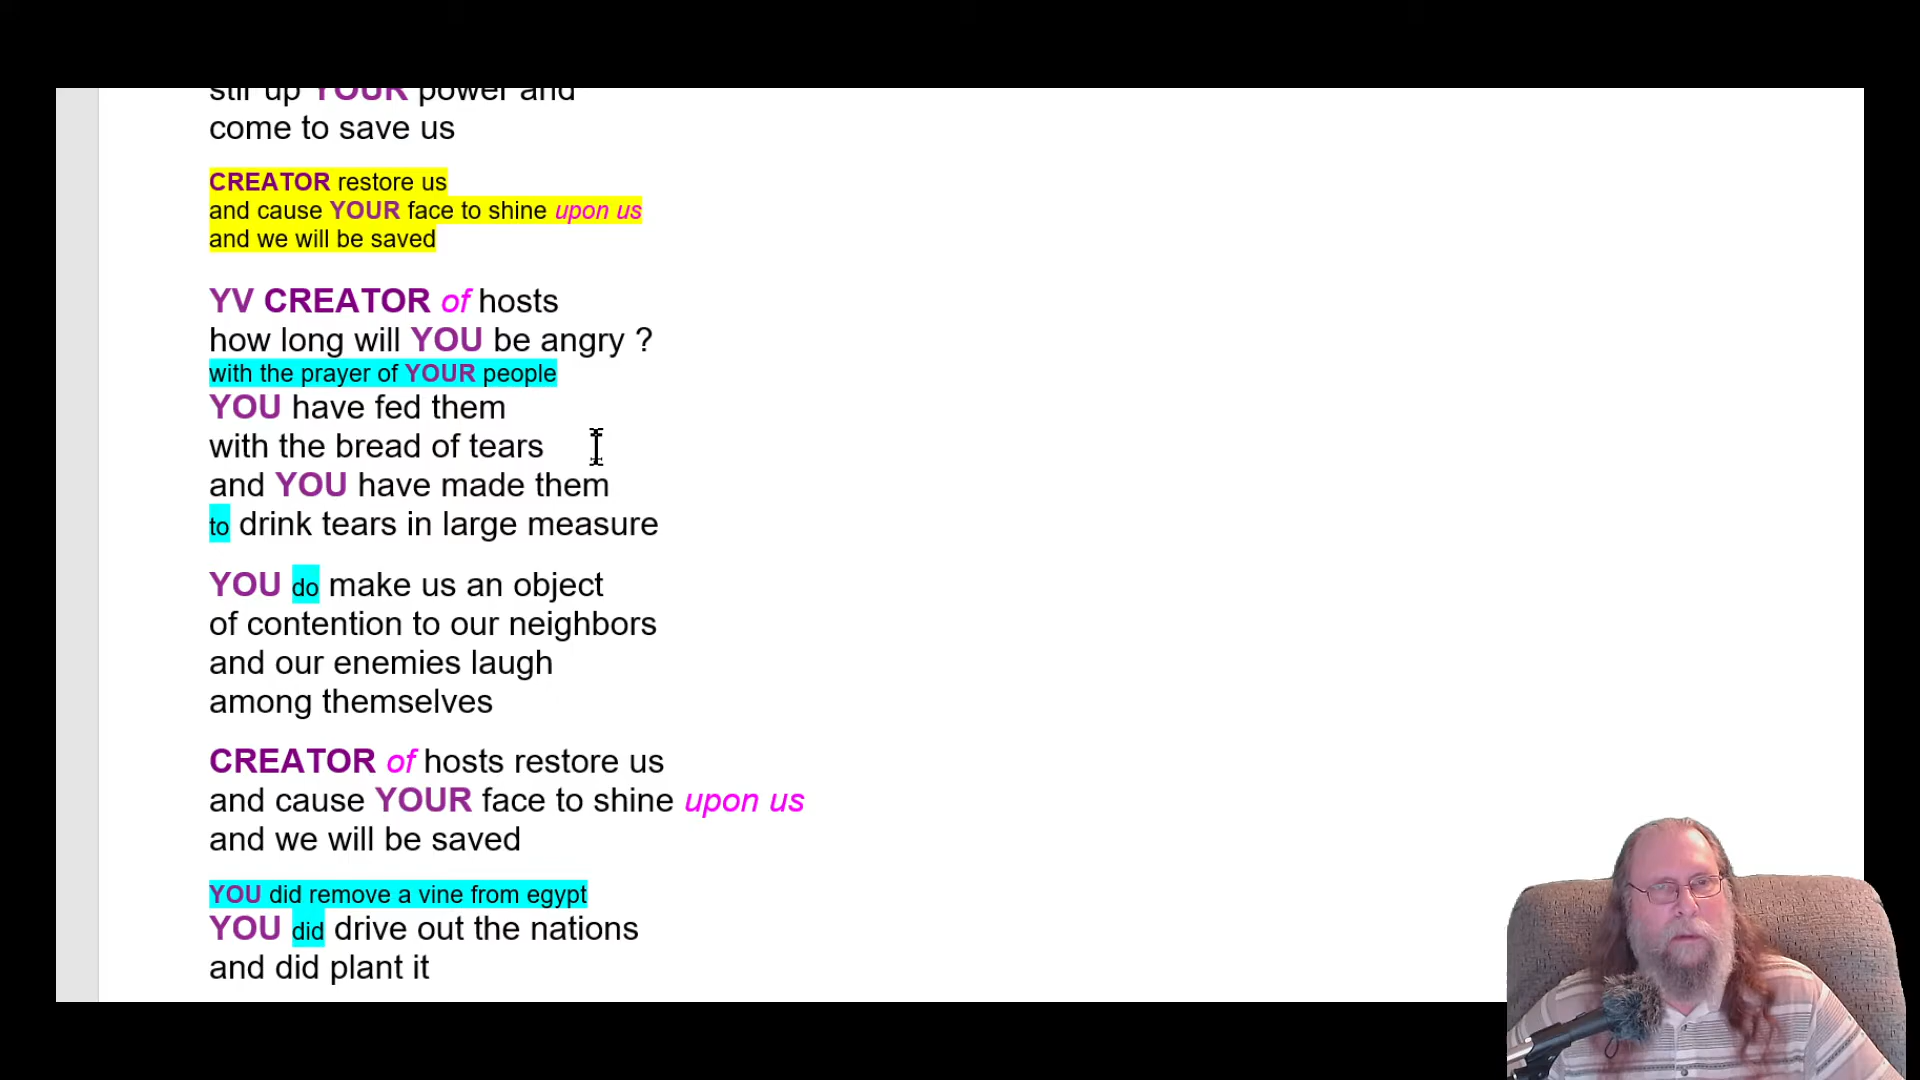 stir up YOUR power and
come to save us
CREATOR restore us
and cause YOUR face to shine upon us
and we will be saved
YV CREATOR of hosts
how long will YOU be angry ?
with the prayer of YOUR people
YOU have fed them
with the bread of tears
and YOU have made them
to drink tears in large measure
YOU do make us an object
of contention to our neighbors
and our enemies laugh
among themselves
CREATOR of hosts restore us
and cause YOUR face to shine upon us
and we will be saved
YOU did remove a vine from egypt
YOU did drive out the nations
and did plant it